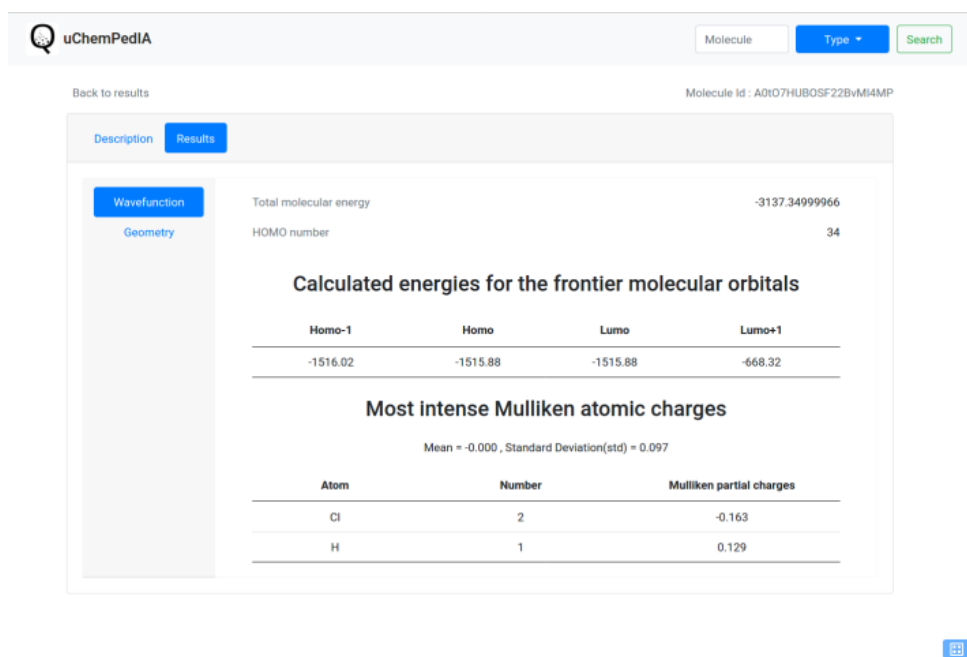 uChemPedIA
Molecule Type Search
Back to results Molecule Id : A0tO7HUBOSF22BvMI4MP
Description Results
Wavefunction
Geometry
Total molecular energy -3137.34999966
HOMO number 34
Calculated energies for the frontier molecular orbitals
Homo-1 Homo Lumo Lumo+1
-1516.02 -1515.88 -1515.88 -668.32
Most intense Mulliken atomic charges
Mean = -0.000 , Standard Deviation(std) = 0.097
Atom Number Mulliken partial charges
Cl 2 -0.163
H 1 0.129